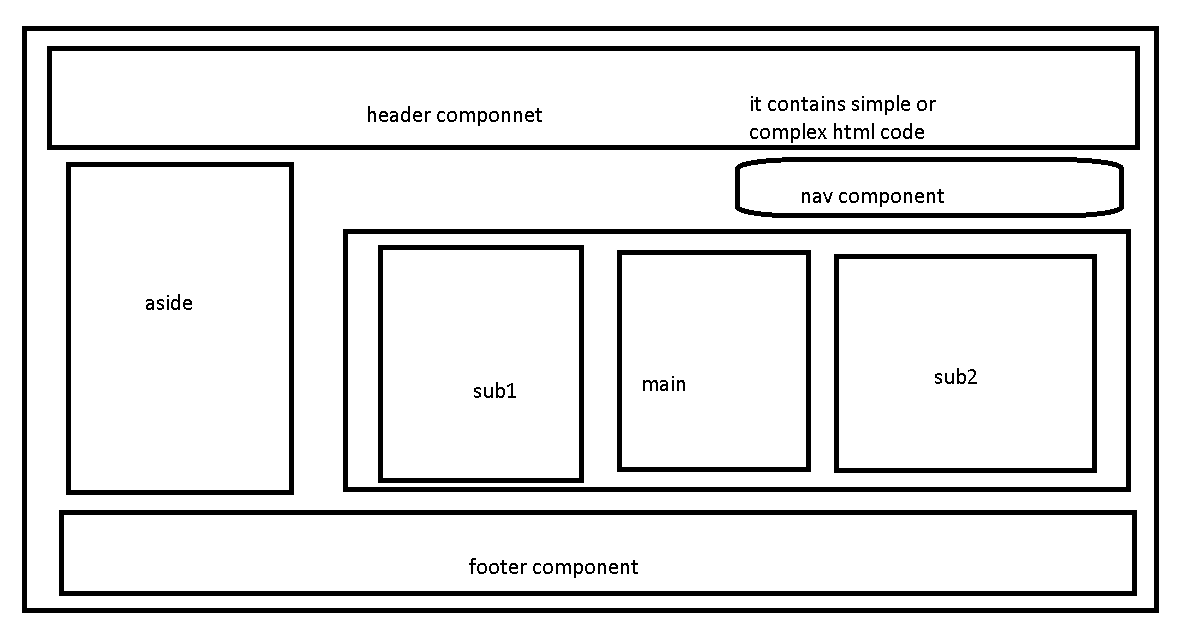 header componnet
it contains simple or
complex html code
nav component
aside
sub1
main
sub2
footer component